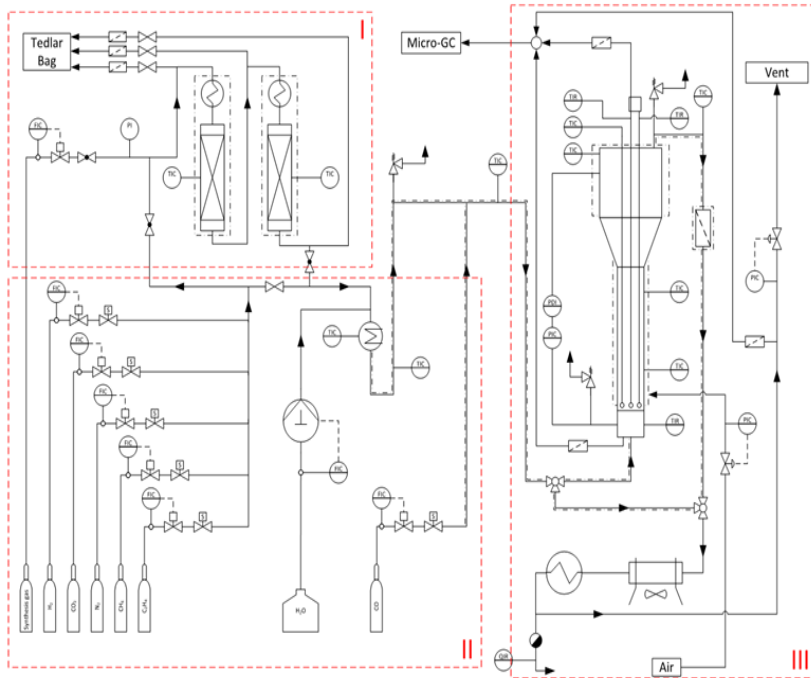 I
III
Tedlar
Bag
Micro-GC
Vent
FIC
PI
TIC
TIC
TIC
TIR
TIC
TIC
TIR
TIC
PIC
TIC
TIC
TIR
PDI
PIC
PIC
FIC
FIC
FIC
FIC
FIC
S
S
S
S
S
TIC
TIC
FIC
FIC
S
Synthesis gas
H₂
CO₂
N₂
CH₄
C₂H₄
H₂O
CO
II
QIR
Air